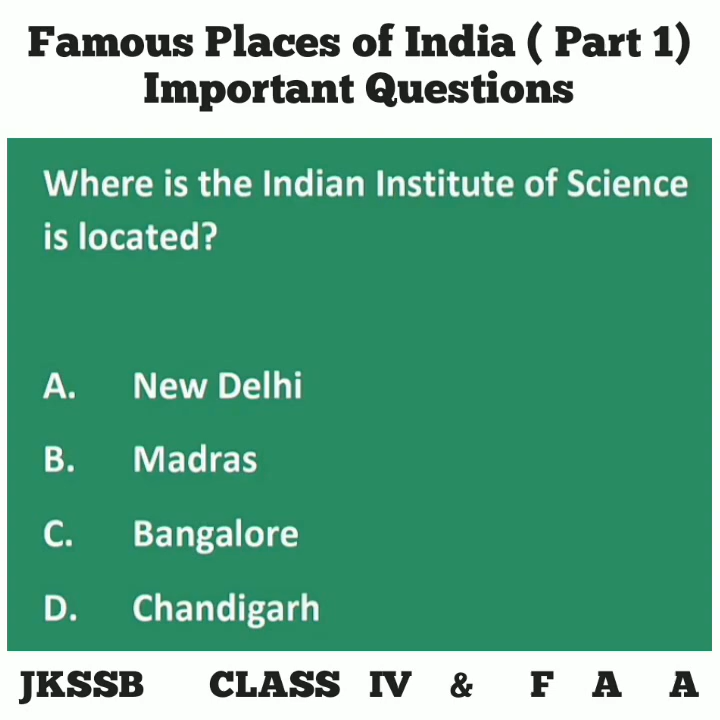 Famous Places of India ( Part 1)
Important Questions
Where is the Indian Institute of Science
is located?
A. New Delhi
B. Madras
C. Bangalore
D. Chandigarh
JKSSB CLASS IV & F A A